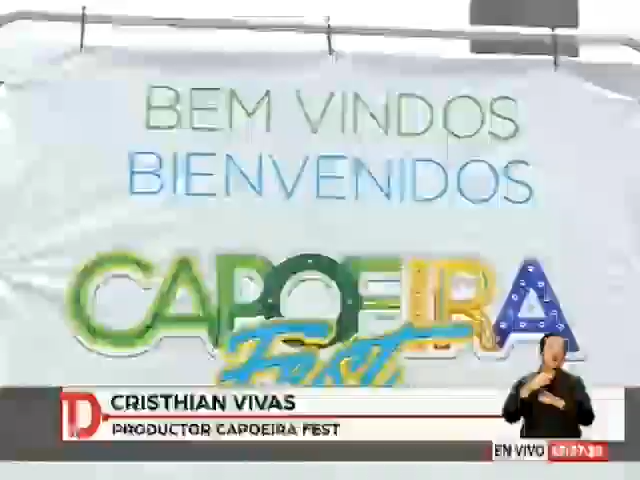 BEM VINDOS
BIENVENIDOS
CAPOEIRA
Fest
CRISTHIAN VIVAS
PRODUCTOR CAPOEIRA FEST
EN VIVO